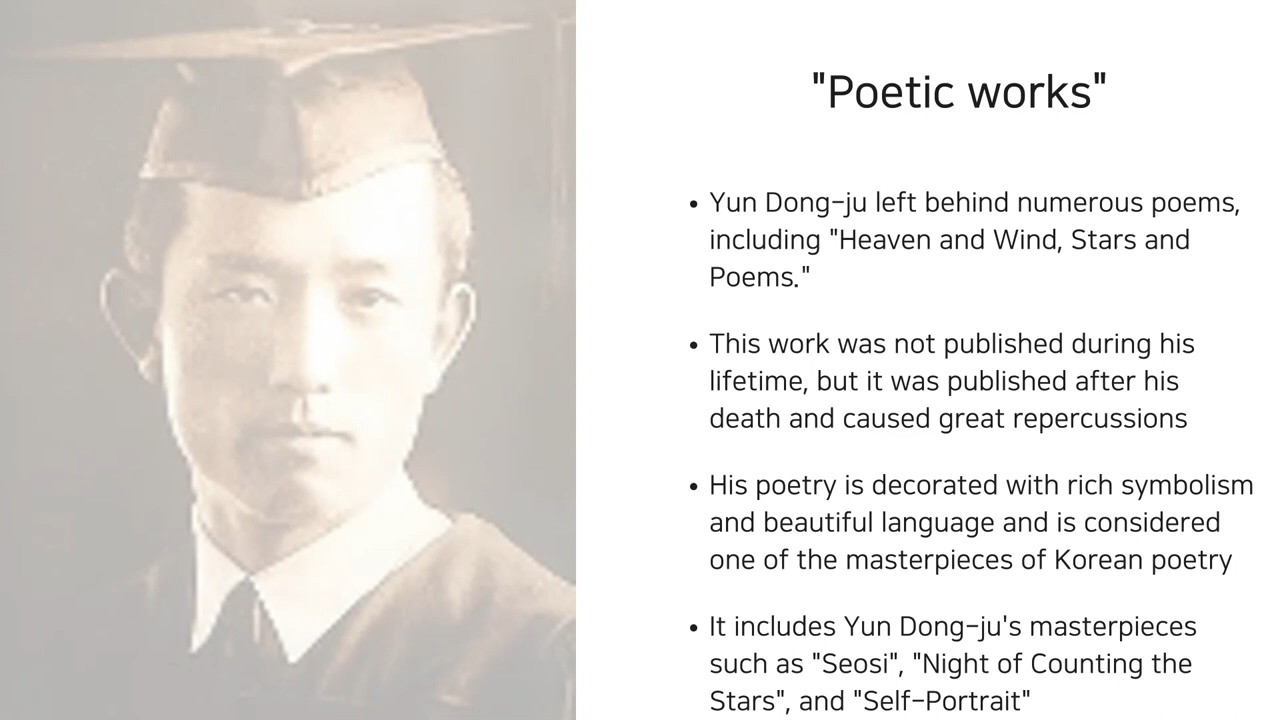 "Poetic works"
• Yun Dong-ju left behind numerous poems,
including "Heaven and Wind, Stars and
Poems."
• This work was not published during his
lifetime, but it was published after his
death and caused great repercussions
• His poetry is decorated with rich symbolism
and beautiful language and is considered
one of the masterpieces of Korean poetry
• It includes Yun Dong-ju's masterpieces
such as "Seosi", "Night of Counting the
Stars", and "Self-Portrait"